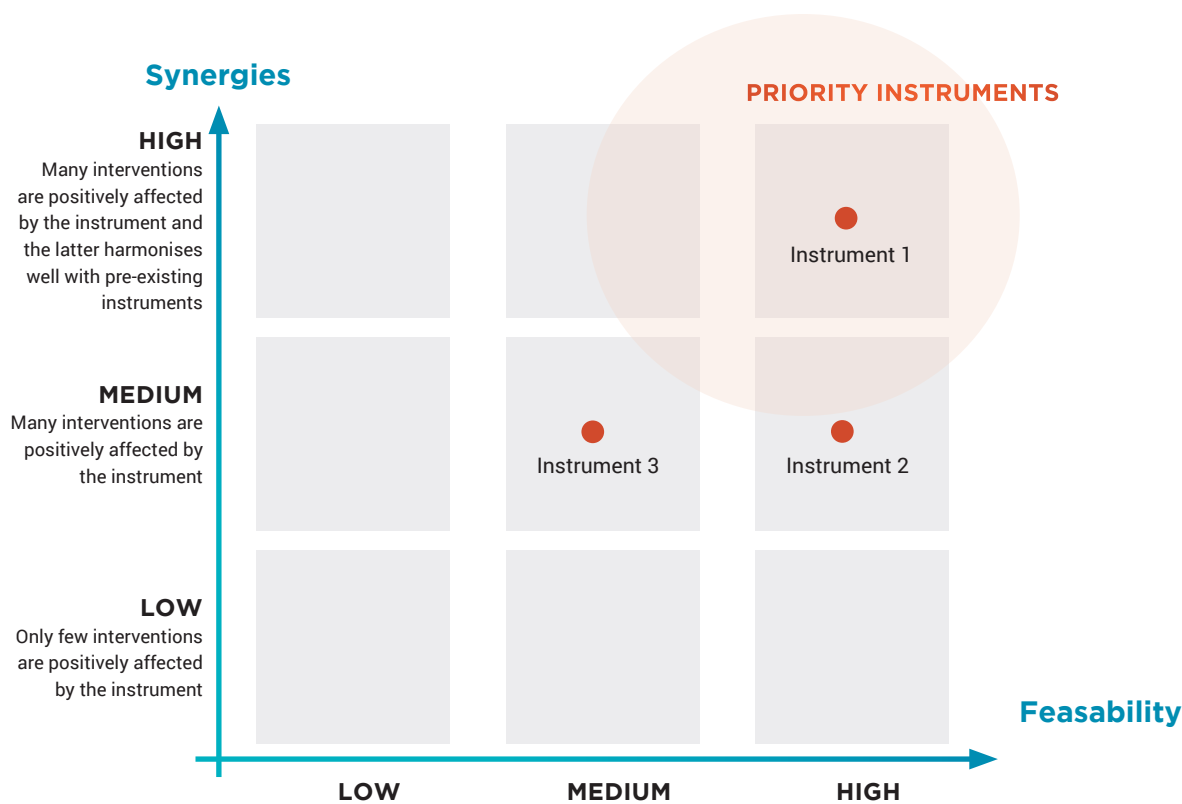 Synergies
PRIORITY INSTRUMENTS
HIGH
Many interventions
are positively affected
by the instrument and
the latter harmonises
well with pre-existing
instruments
Instrument 1
MEDIUM
Many interventions are
positively affected by
the instrument
Instrument 3
Instrument 2
LOW
Only few interventions
are positively affected
by the instrument
Feasability
LOW
MEDIUM
HIGH